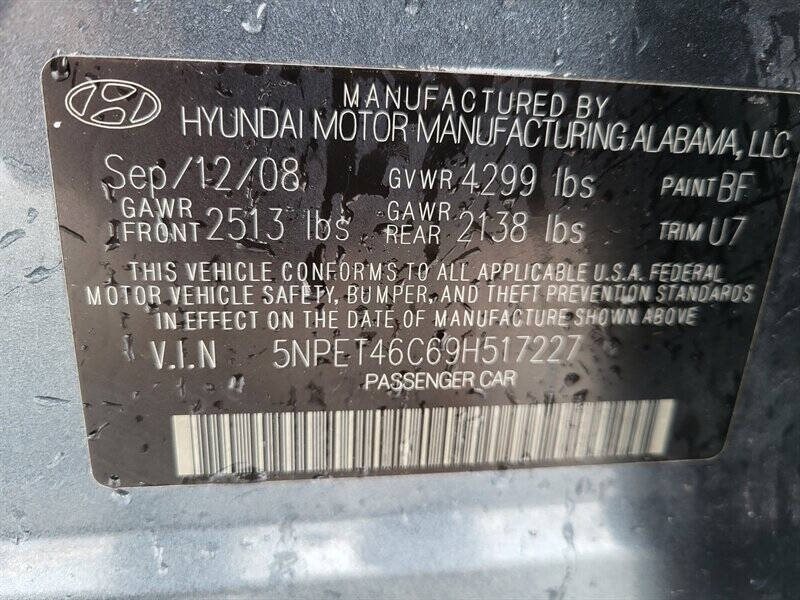 MANUFACTURED BY
HYUNDAI MOTOR MANUFACTURING ALABAMA, LLC
Sep/12/08 GVWR 4299 lbs PAINT BF
GAWR FRONT 2513 lbs GAWR REAR 2138 lbs TRIM U7
THIS VEHICLE CONFORMS TO ALL APPLICABLE U.S.A. FEDERAL
MOTOR VEHICLE SAFETY, BUMPER, AND THEFT PREVENTION STANDARDS
IN EFFECT ON THE DATE OF MANUFACTURE SHOWN ABOVE
V.I.N 5NPET46C69H517227
PASSENGER CAR